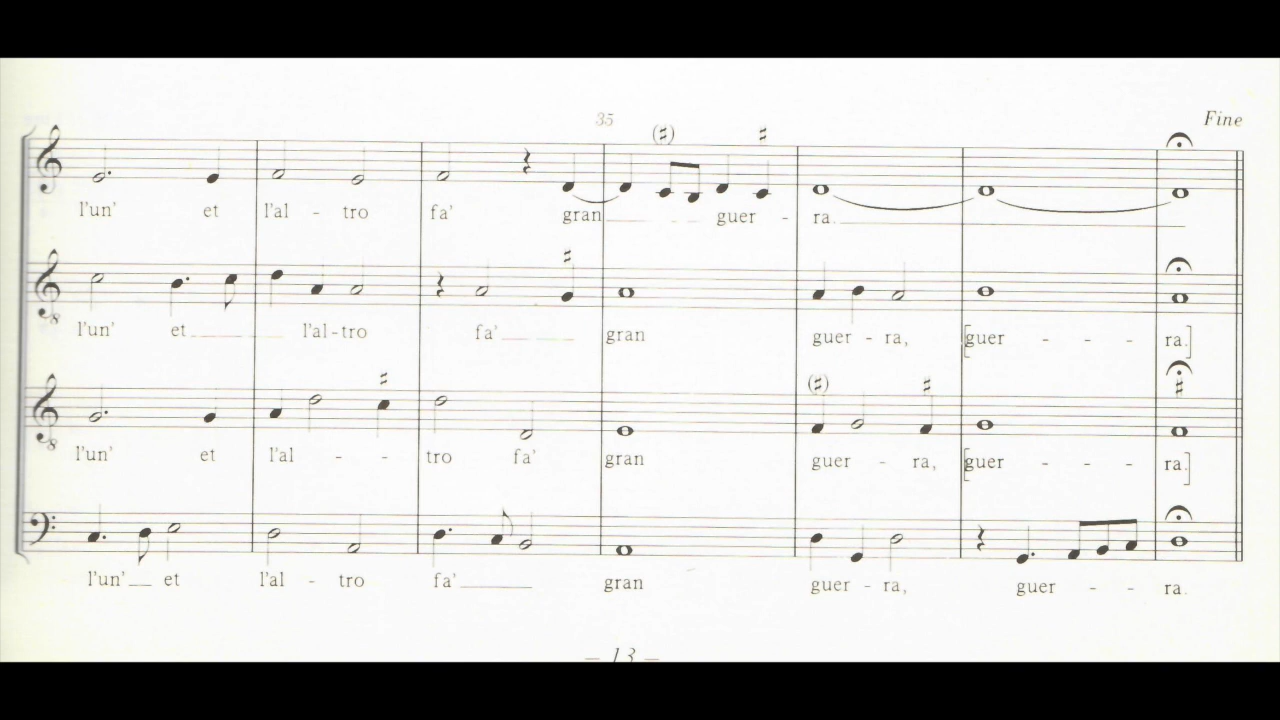 35
Fine
l'un' et l'al - tro fa' gran guer - ra.
l'un' et l'al-tro fa' gran guer - ra, [guer - - - ra.]
l'un' et l'al - - tro fa' gran guer - ra, [guer - - - ra.]
l'un' et l'al - tro fa' gran guer - ra, guer - - ra.
– 13 –